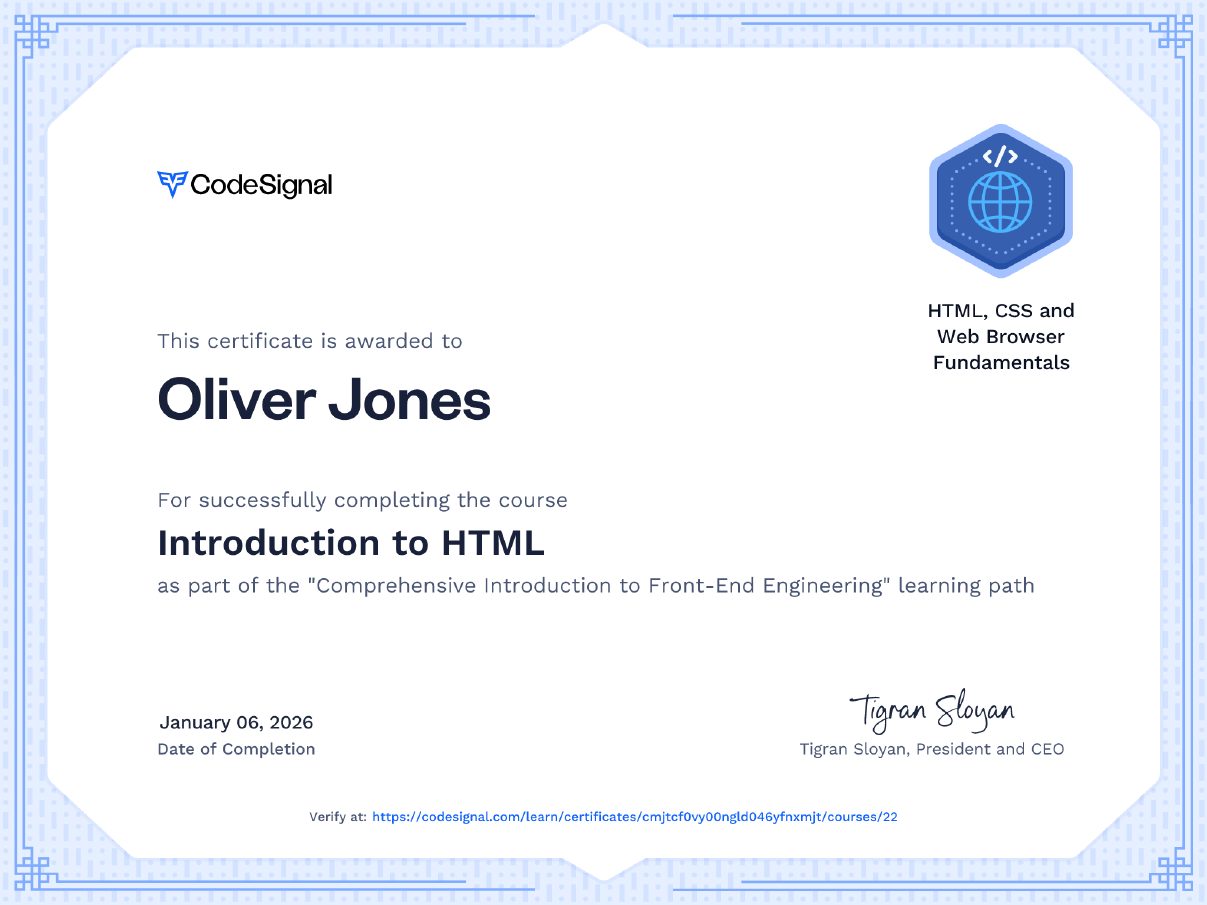 CodeSignal
</>
HTML, CSS and
Web Browser
Fundamentals
This certificate is awarded to
Oliver Jones
For successfully completing the course
Introduction to HTML
as part of the "Comprehensive Introduction to Front-End Engineering" learning path
January 06, 2026
Date of Completion
Tigran Sloyan
Tigran Sloyan, President and CEO
Verify at: https://codesignal.com/learn/certificates/cmjtcf0vy00ngld046yfnxmjt/courses/22